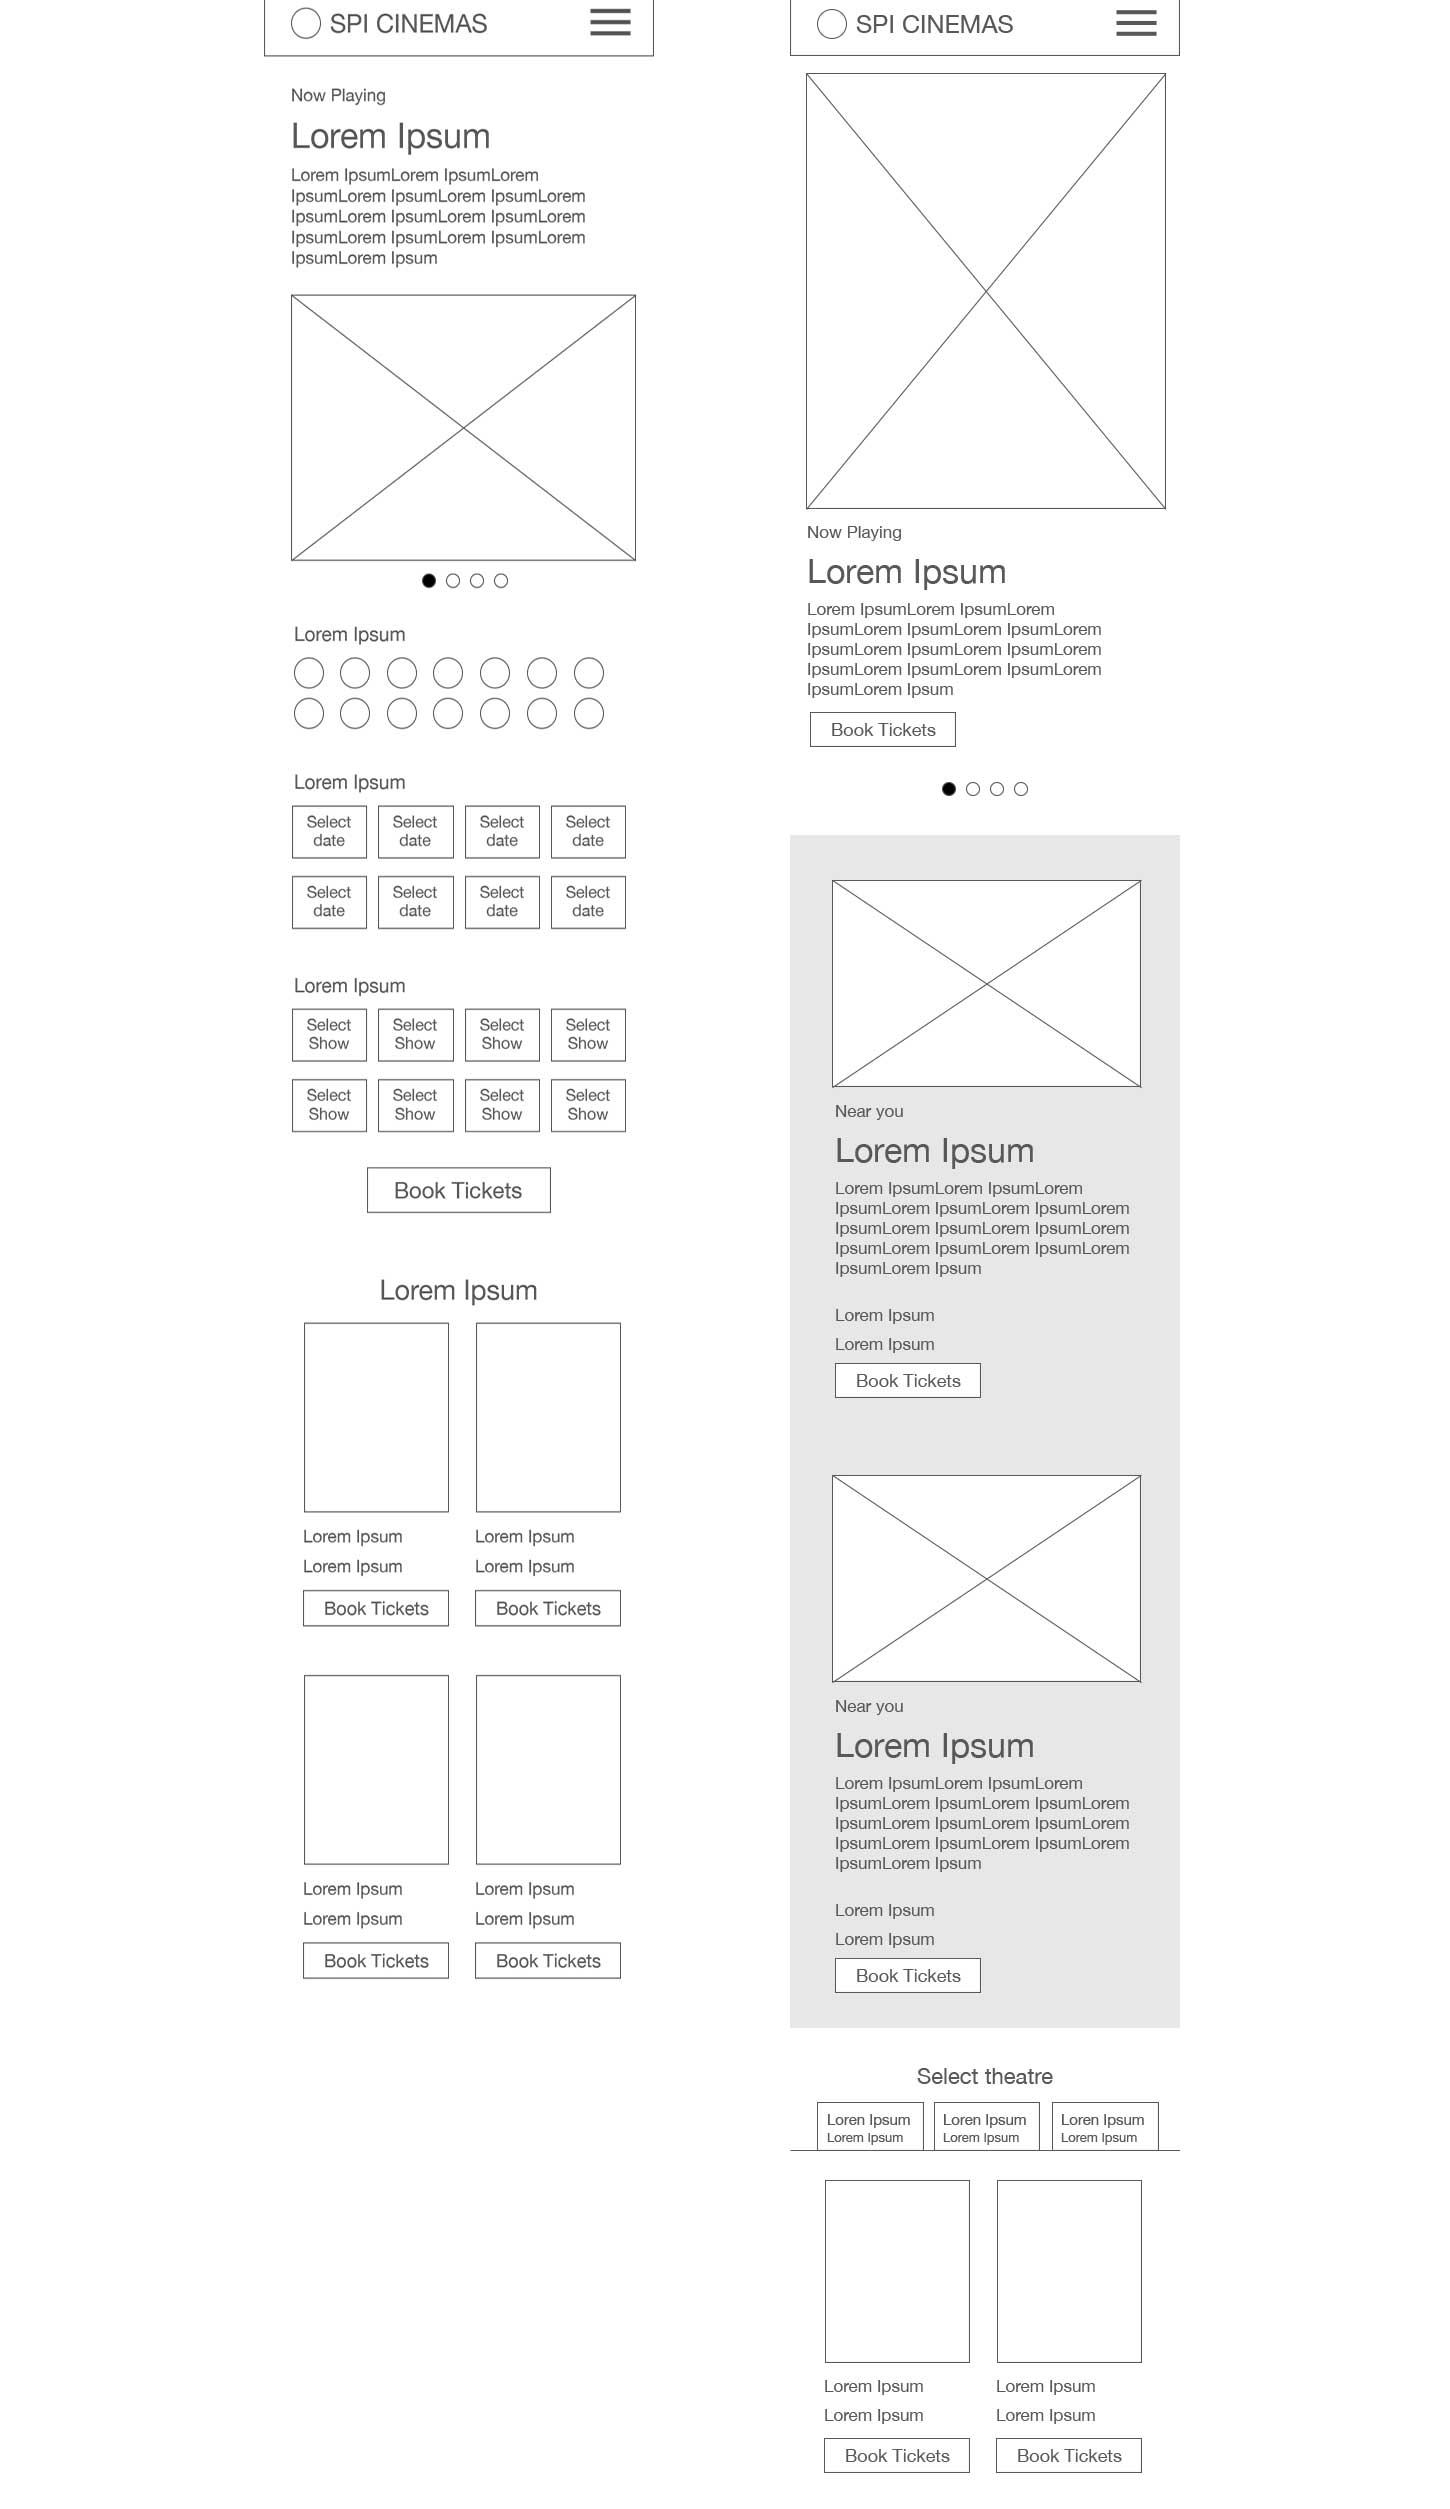 SPI CINEMAS
Now Playing
Lorem Ipsum
Lorem IpsumLorem IpsumLorem
IpsumLorem IpsumLorem IpsumLorem
IpsumLorem IpsumLorem IpsumLorem
IpsumLorem IpsumLorem IpsumLorem
IpsumLorem Ipsum
Lorem Ipsum
Lorem Ipsum
Select Select Select Select
date date date date
Select Select Select Select
date date date date
Lorem Ipsum
Select Select Select Select
Show Show Show Show
Select Select Select Select
Show Show Show Show
Book Tickets
Lorem Ipsum
Lorem Ipsum Lorem Ipsum
Lorem Ipsum Lorem Ipsum
Book Tickets Book Tickets
Lorem Ipsum Lorem Ipsum
Lorem Ipsum Lorem Ipsum
Book Tickets Book Tickets
SPI CINEMAS
Now Playing
Lorem Ipsum
Lorem IpsumLorem IpsumLorem
IpsumLorem IpsumLorem IpsumLorem
IpsumLorem IpsumLorem IpsumLorem
IpsumLorem IpsumLorem IpsumLorem
IpsumLorem Ipsum
Book Tickets
Near you
Lorem Ipsum
Lorem IpsumLorem IpsumLorem
IpsumLorem IpsumLorem IpsumLorem
IpsumLorem IpsumLorem IpsumLorem
IpsumLorem IpsumLorem IpsumLorem
IpsumLorem Ipsum
Lorem Ipsum
Lorem Ipsum
Book Tickets
Near you
Lorem Ipsum
Lorem IpsumLorem IpsumLorem
IpsumLorem IpsumLorem IpsumLorem
IpsumLorem IpsumLorem IpsumLorem
IpsumLorem IpsumLorem IpsumLorem
IpsumLorem Ipsum
Lorem Ipsum
Lorem Ipsum
Book Tickets
Select theatre
Loren Ipsum Loren Ipsum Loren Ipsum
Lorem Ipsum Lorem Ipsum Lorem Ipsum
Lorem Ipsum Lorem Ipsum
Lorem Ipsum Lorem Ipsum
Book Tickets Book Tickets